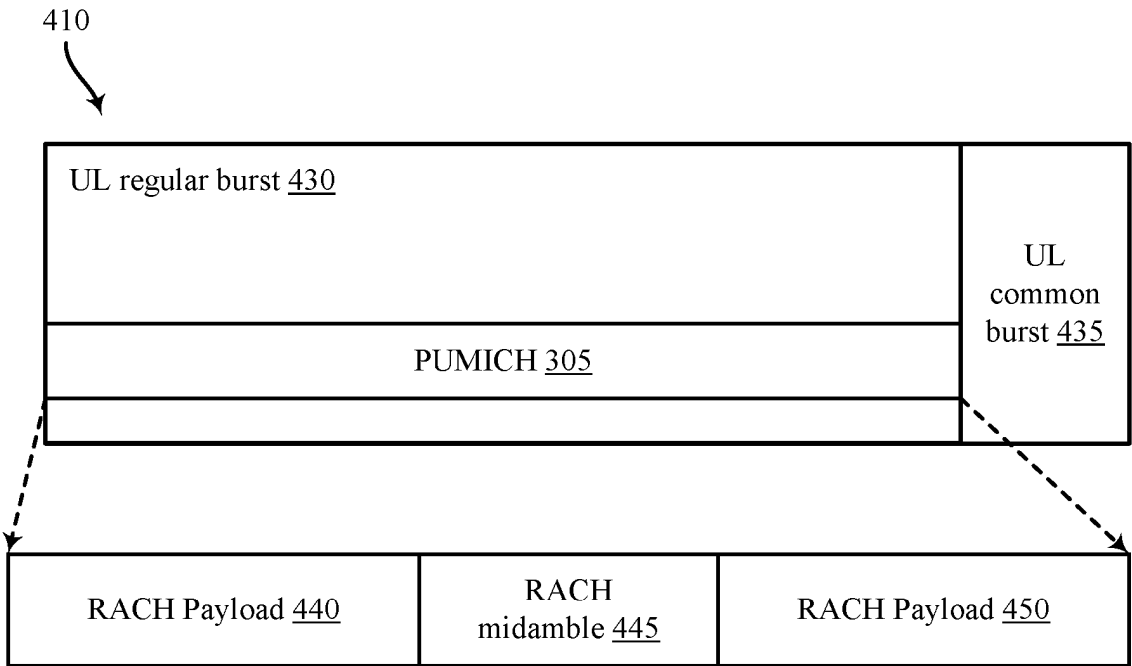 410
UL regular burst 430
UL
common
burst 435
PUMICH 305
RACH Payload 440
RACH
midamble 445
RACH Payload 450